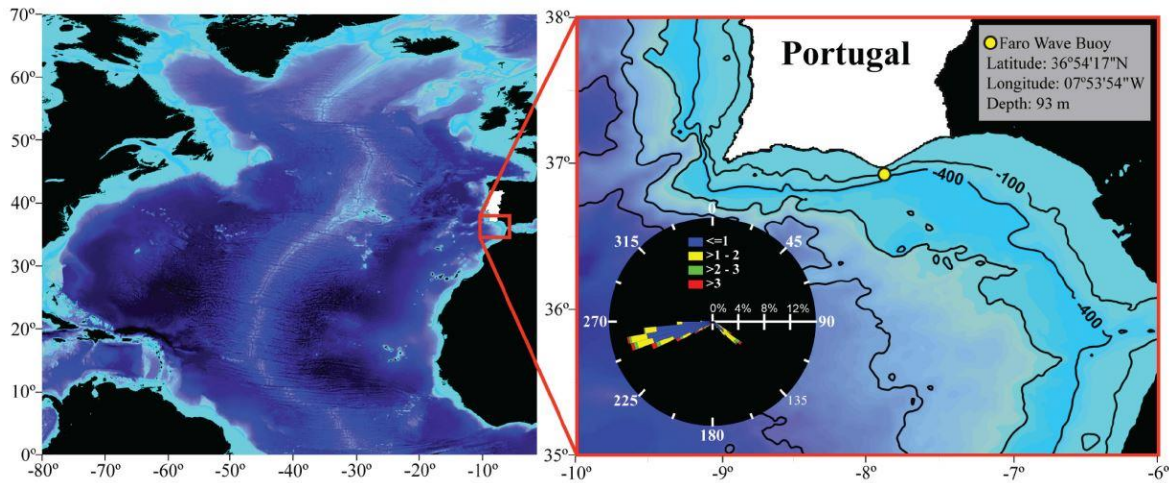 70º
60º
50º
40º
30º
20º
10º
0º
-80º
-70º
-60º
-50º
-40º
-30º
-20º
-10º
38º
37º
36º
35º
-10º
-9º
-8º
-7º
-6º
Portugal
Faro Wave Buoy
Latitude: 36º54'17"N
Longitude: 07º53'54"W
Depth: 93 m
-100
-400
-400
0
45
90
135
180
225
270
315
<=1
>1 - 2
>2 - 3
>3
0% 4% 8% 12%